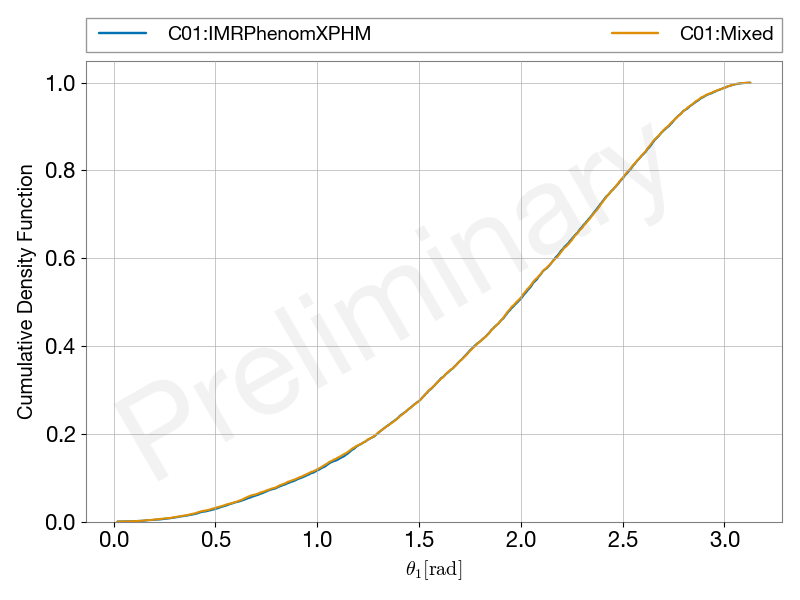 C01:IMRPhenomXPHM C01:Mixed
1.0
0.8
0.6
0.4
0.2
0.0
Cumulative Density Function
Preliminary
0.0 0.5 1.0 1.5 2.0 2.5 3.0
θ₁[rad]